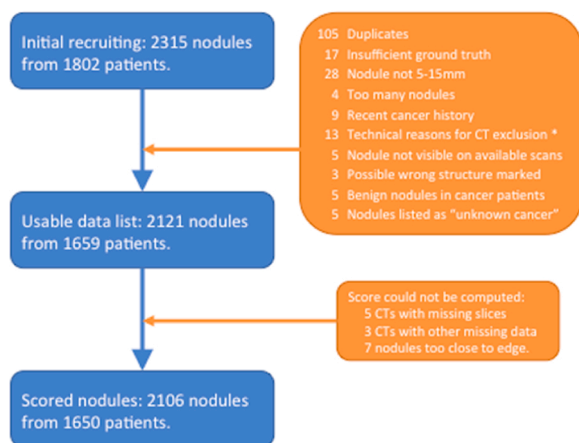 Initial recruiting: 2315 nodules
from 1802 patients.
105 Duplicates
17 Insufficient ground truth
28 Nodule not 5-15mm
4 Too many nodules
9 Recent cancer history
13 Technical reasons for CT exclusion *
5 Nodule not visible on available scans
3 Possible wrong structure marked
5 Benign nodules in cancer patients
5 Nodules listed as "unknown cancer"
Usable data list: 2121 nodules
from 1659 patients.
Score could not be computed:
5 CTs with missing slices
3 CTs with other missing data
7 nodules too close to edge.
Scored nodules: 2106 nodules
from 1650 patients.